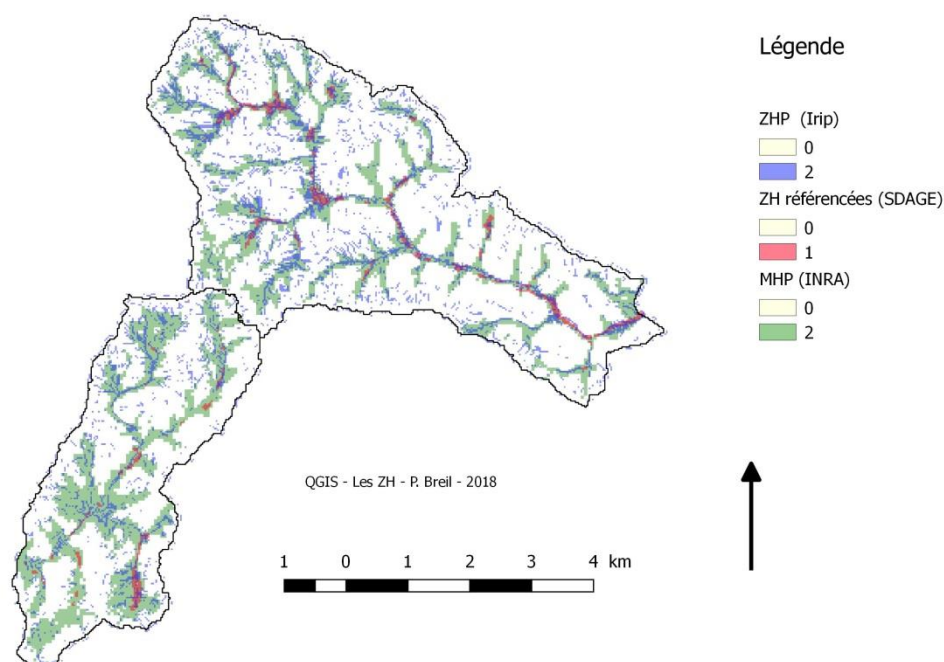 Légende
ZHP (Irip)
0
2
ZH référencées (SDAGE)
0
1
MHP (INRA)
0
2
QGIS - Les ZH - P. Breil - 2018
1 0 1 2 3 4 km